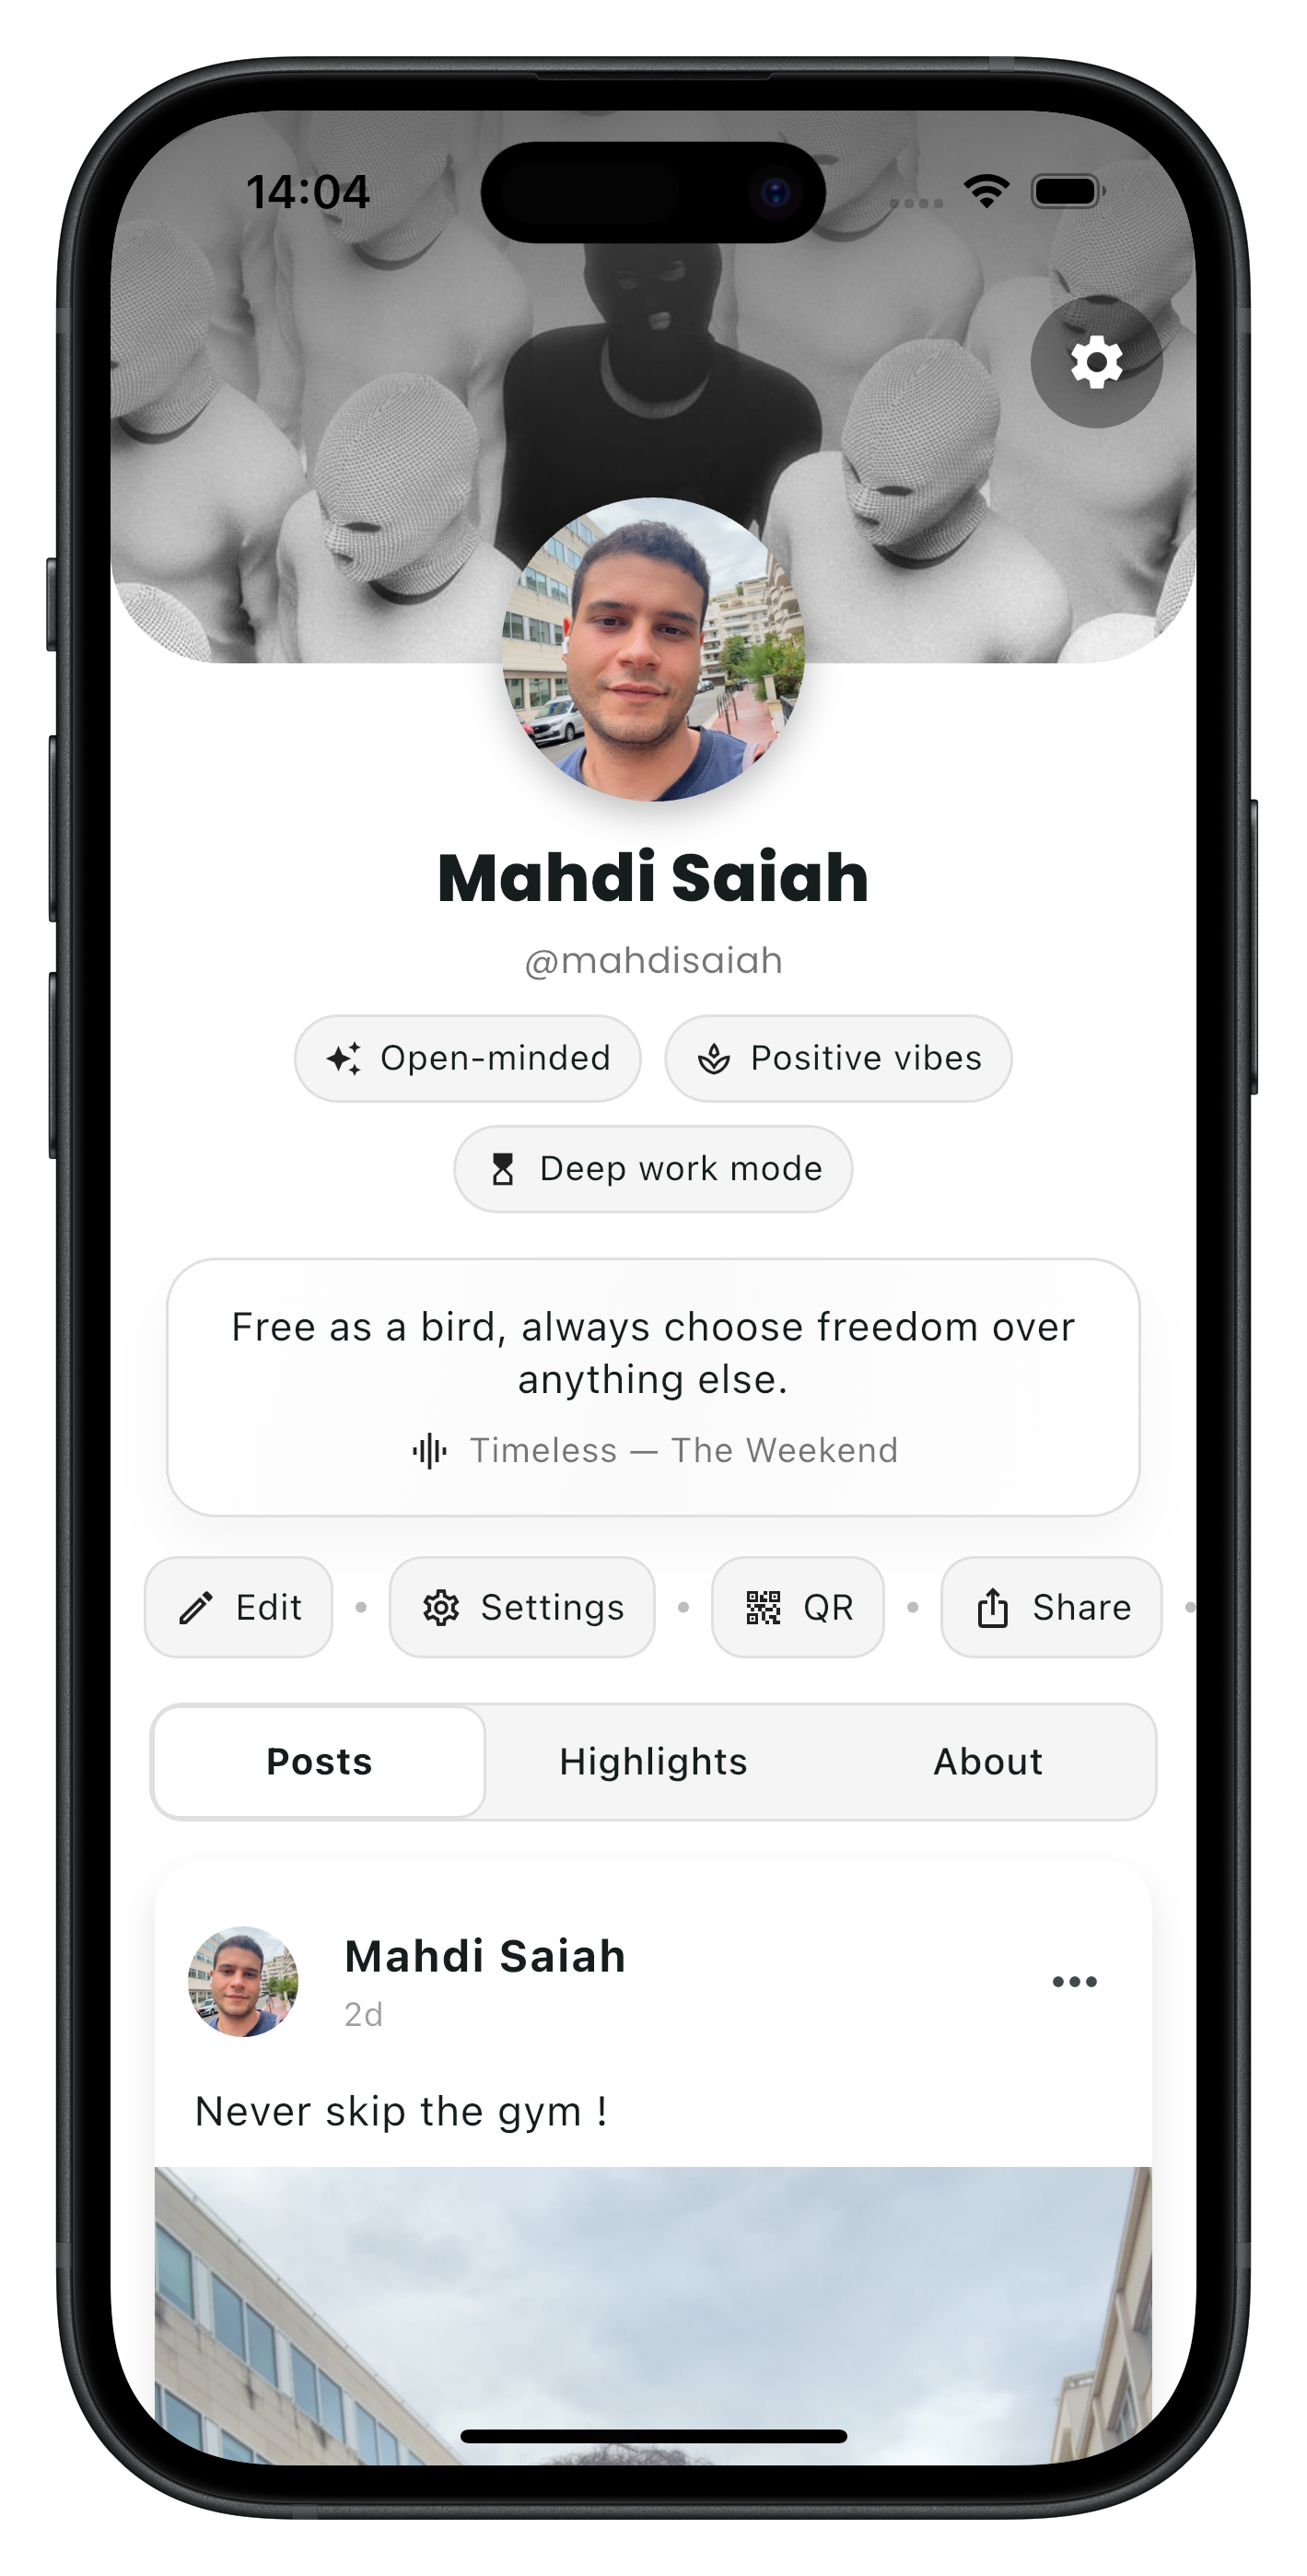 14:04
Mahdi Saiah
@mahdisaiah
Open-minded
Positive vibes
Deep work mode
Free as a bird, always choose freedom over
anything else.
Timeless — The Weekend
Edit
Settings
QR
Share
Posts
Highlights
About
Mahdi Saiah
2d
Never skip the gym !